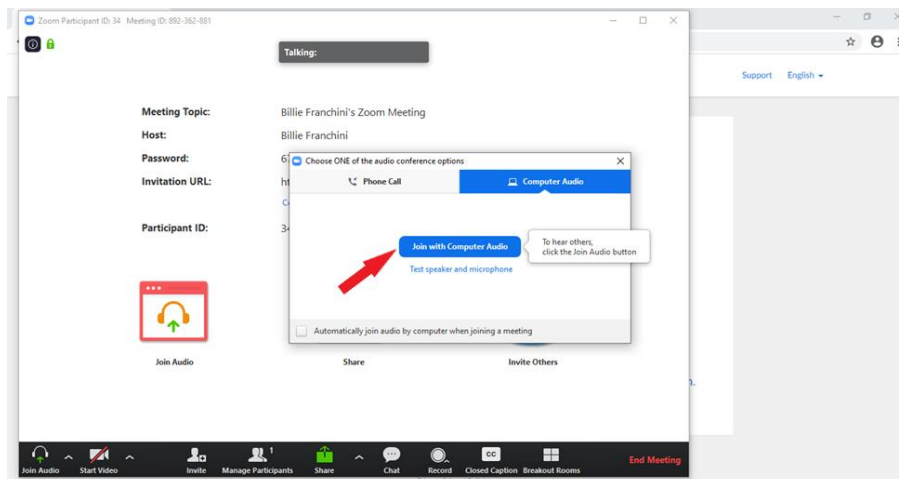 Zoom Participant ID: 34 Meeting ID: 892-362-881
Talking:
Support English
Meeting Topic: Billie Franchini's Zoom Meeting
Host: Billie Franchini
Password: 67
Invitation URL: ht
Participant ID: 34
Choose ONE of the audio conference options
Phone Call Computer Audio
Join with Computer Audio
To hear others,
click the Join Audio button
Test speaker and microphone
Automatically join audio by computer when joining a meeting
Join Audio Share Invite Others
n.
1
Join Audio Start Video Invite Manage Participants Share Chat Record Closed Caption Breakout Rooms
CC
End Meeting